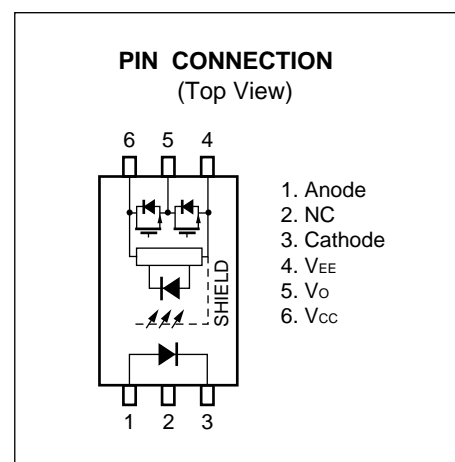 PIN CONNECTION
(Top View)
6 5 4
SHIELD
1 2 3
1. Anode
2. NC
3. Cathode
4. VEE
5. VO
6. VCC